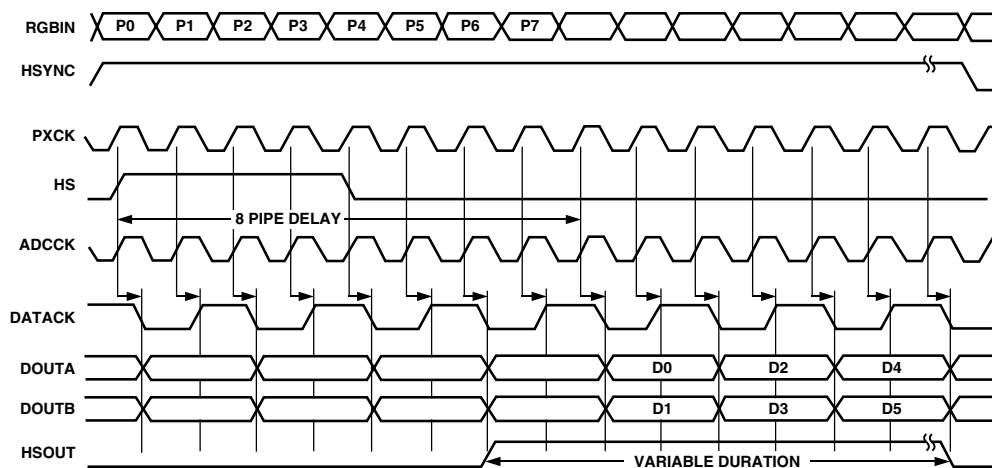 RGBIN P0 P1 P2 P3 P4 P5 P6 P7
HSYNC
PXCK
HS
8 PIPE DELAY
ADCCK
DATACK
DOUTA D0 D2 D4
DOUTB D1 D3 D5
HSOUT VARIABLE DURATION